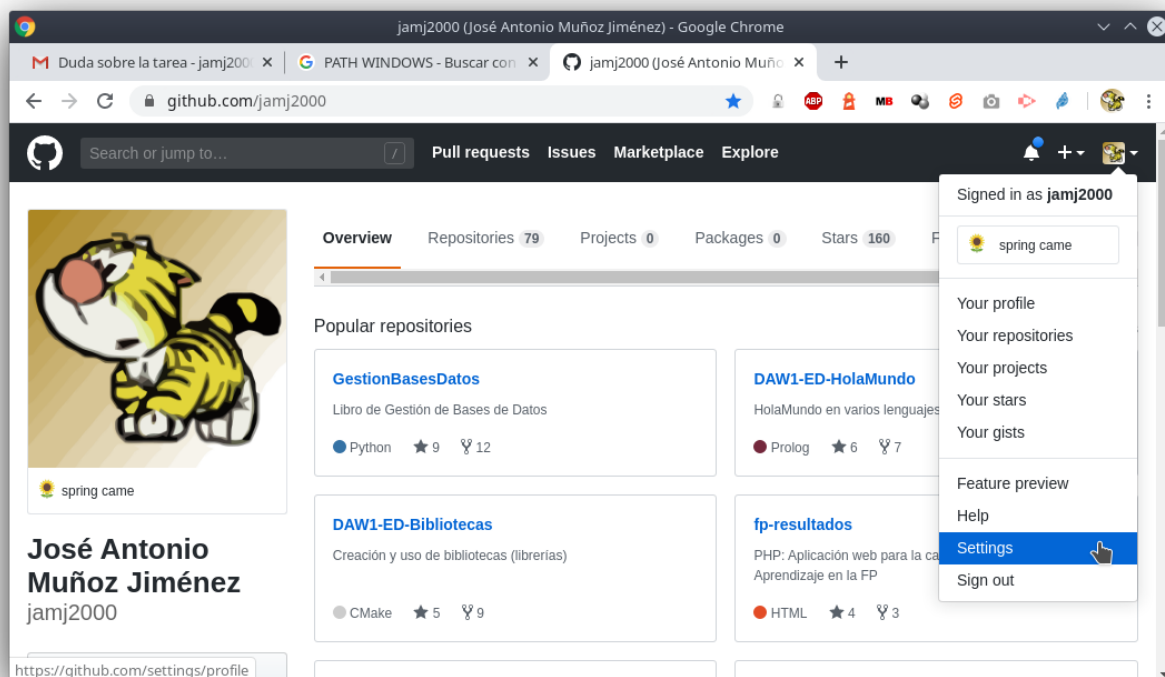 jamj2000 (José Antonio Muñoz Jiménez) - Google Chrome
Duda sobre la tarea - jamj200
PATH WINDOWS - Buscar con
jamj2000 (José Antonio Muño
github.com/jamj2000
ABP
MB
Search or jump to…
/
Pull requests
Issues
Marketplace
Explore
Signed in as jamj2000
spring came
Your profile
Your repositories
Your projects
Your stars
Your gists
Feature preview
Help
Settings
Sign out
Overview
Repositories 79
Projects 0
Packages 0
Stars 160
F
Popular repositories
GestionBasesDatos
Libro de Gestión de Bases de Datos
Python 9 12
DAW1-ED-HolaMundo
HolaMundo en varios lenguajes
Prolog 6 7
DAW1-ED-Bibliotecas
Creación y uso de bibliotecas (librerías)
CMake 5 9
fp-resultados
PHP: Aplicación web para la ca
Aprendizaje en la FP
HTML 4 3
spring came
José Antonio
Muñoz Jiménez
jamj2000
https://github.com/settings/profile